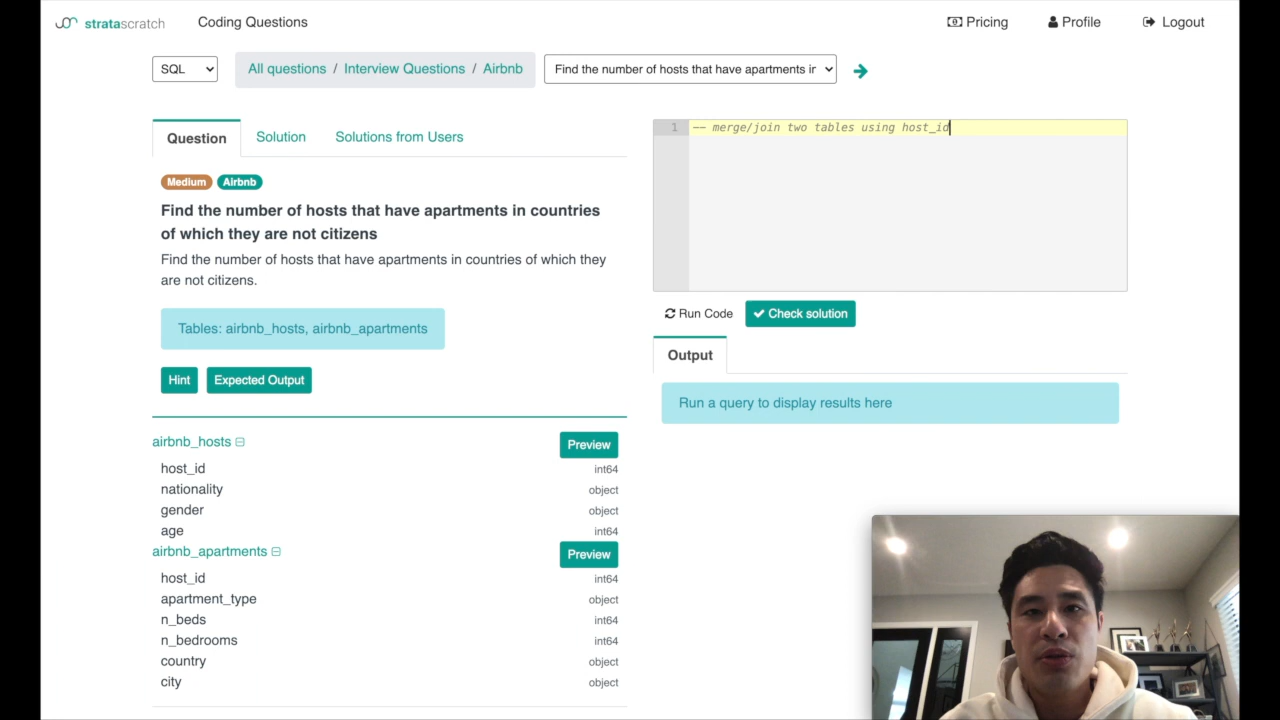 stratascratch
Coding Questions
Pricing
Profile
Logout
SQL
All questions / Interview Questions / Airbnb
Find the number of hosts that have apartments ir
Question
Solution
Solutions from Users
Medium
Airbnb
Find the number of hosts that have apartments in countries
of which they are not citizens
Find the number of hosts that have apartments in countries of which they
are not citizens.
Tables: airbnb_hosts, airbnb_apartments
Hint
Expected Output
airbnb_hosts
Preview
host_id int64
nationality object
gender object
age int64
airbnb_apartments
Preview
host_id int64
apartment_type object
n_beds int64
n_bedrooms int64
country object
city object
1 -- merge/join two tables using host_id
Run Code
Check solution
Output
Run a query to display results here